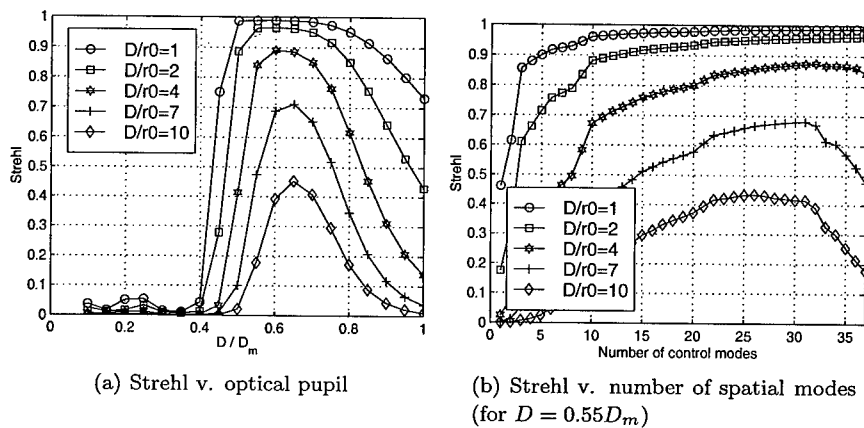 1
0.9
0.8
0.7
0.6
0.5
0.4
0.3
0.2
0.1
0
Strehl
D/r0=1
D/r0=2
D/r0=4
D/r0=7
D/r0=10
0 0.2 0.4 0.6 0.8 1
D / Dm
(a) Strehl v. optical pupil
1
0.9
0.8
0.7
0.6
0.5
0.4
0.3
0.2
0.1
0
Strehl
D/r0=1
D/r0=2
D/r0=4
D/r0=7
D/r0=10
0 5 10 15 20 25 30 35
Number of control modes
(b) Strehl v. number of spatial modes
(for D = 0.55Dm)